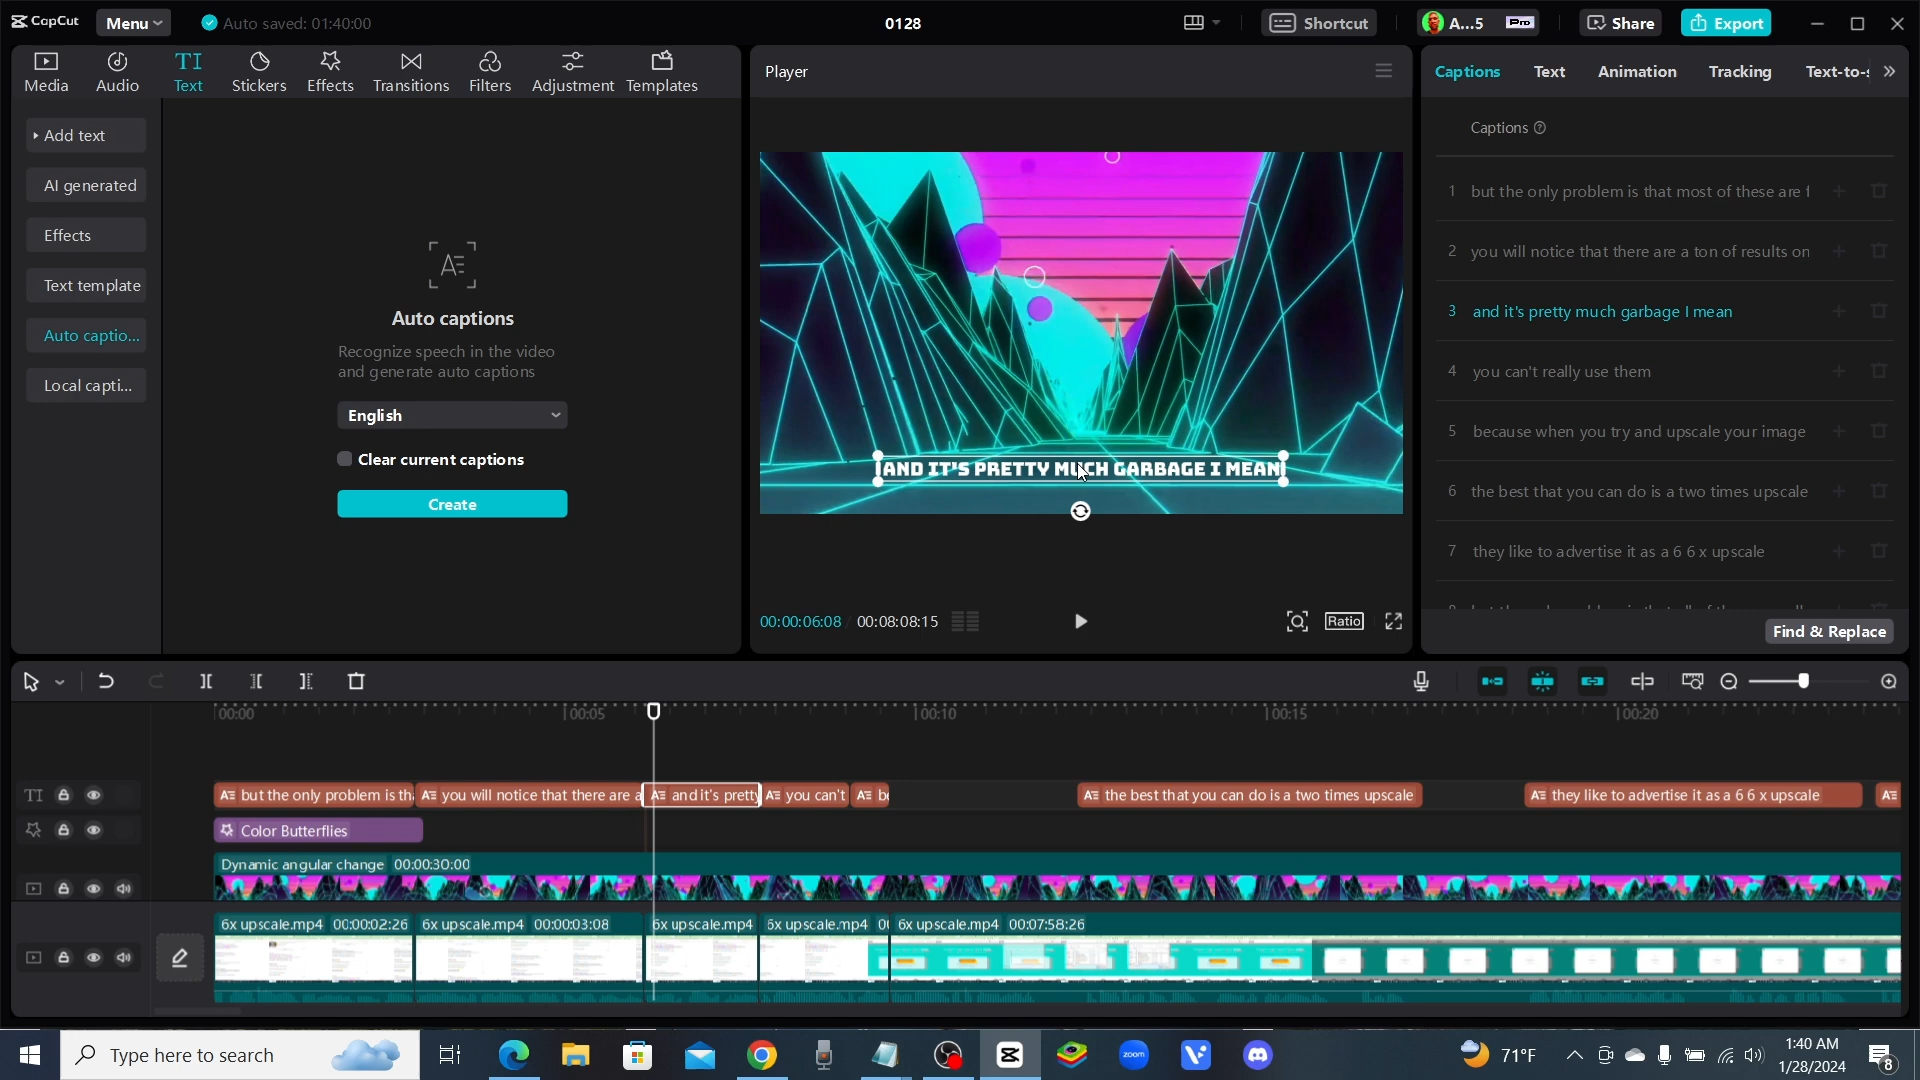 CapCut
Menu
Auto saved: 01:40:00
0128
Shortcut
A...5
Pro
Share
Export
Media
Audio
TI
Text
Stickers
Effects
Transitions
Filters
Adjustment
Templates
Player
Captions
Text
Animation
Tracking
Text-to-s
Add text
AI generated
Effects
Text template
Auto captio...
Local capti...
Auto captions
Recognize speech in the video
and generate auto captions
English
Clear current captions
Create
AND IT'S PRETTY MUCH GARBAGE I MEAN
00:00:06:08 / 00:08:08:15
Ratio
Captions
1 but the only problem is that most of these are f
2 you will notice that there are a ton of results on
3 and it's pretty much garbage I mean
4 you can't really use them
5 because when you try and upscale your image
6 the best that you can do is a two times upscale
7 they like to advertise it as a 6 6 x upscale
Find & Replace
00:00
00:05
00:10
00:15
00:20
TI
but the only problem is tha
you will notice that there are a
and it's pretty
you can't
be
the best that you can do is a two times upscale
they like to advertise it as a 6 6 x upscale
Color Butterflies
Dynamic angular change 00:00:30:00
6x upscale.mp4 00:00:02:26
6x upscale.mp4 00:00:03:08
6x upscale.mp4
6x upscale.mp4 00
6x upscale.mp4 00:07:58:26
Type here to search
zoom
71°F
1:40 AM
1/28/2024
8